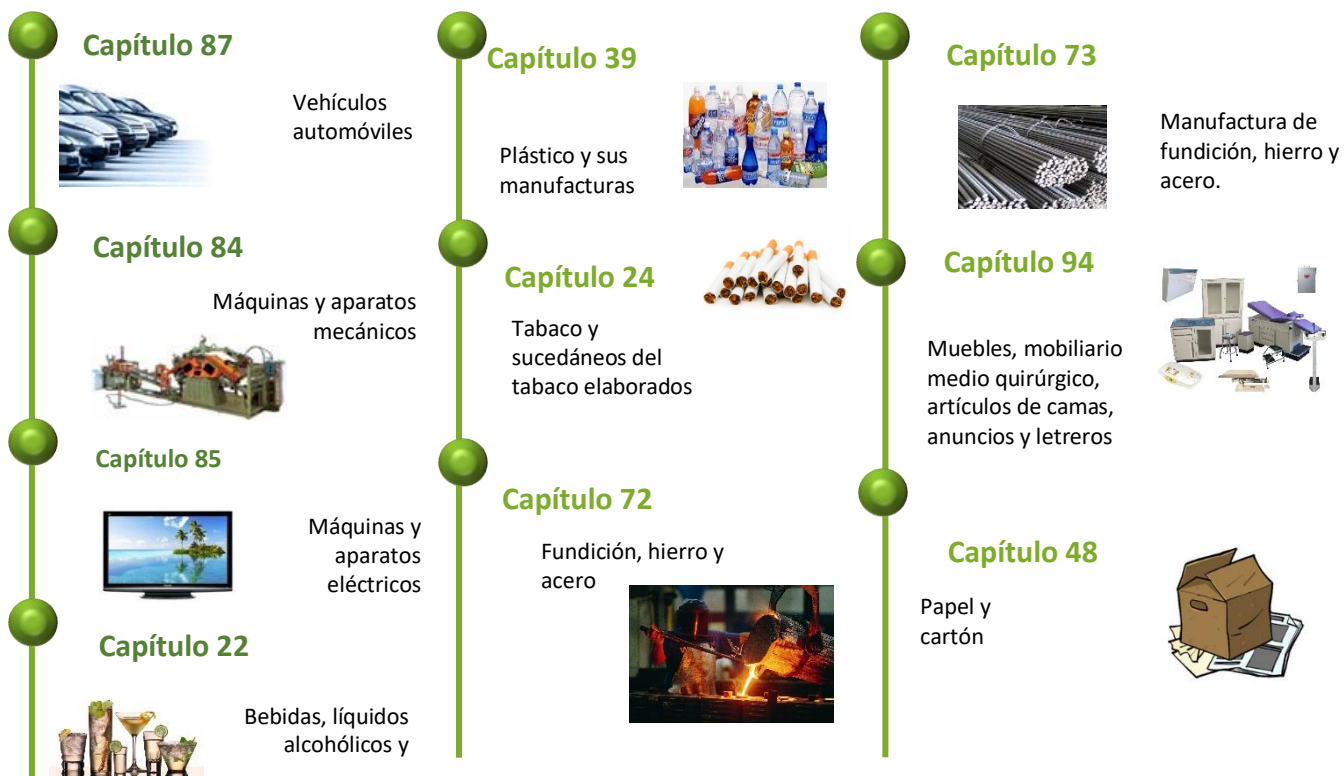 Capítulo 87
Vehículos
automóviles
Capítulo 84
Máquinas y aparatos
mecánicos
Capítulo 85
Máquinas y
aparatos
eléctricos
Capítulo 22
Bebidas, líquidos
alcohólicos y
Capítulo 39
Plástico y sus
manufacturas
Capítulo 24
Tabaco y
sucedáneos del
tabaco elaborados
Capítulo 72
Fundición, hierro y
acero
Capítulo 73
Manufactura de
fundición, hierro y
acero.
Capítulo 94
Muebles, mobiliario
medio quirúrgico,
artículos de camas,
anuncios y letreros
Capítulo 48
Papel y
cartón